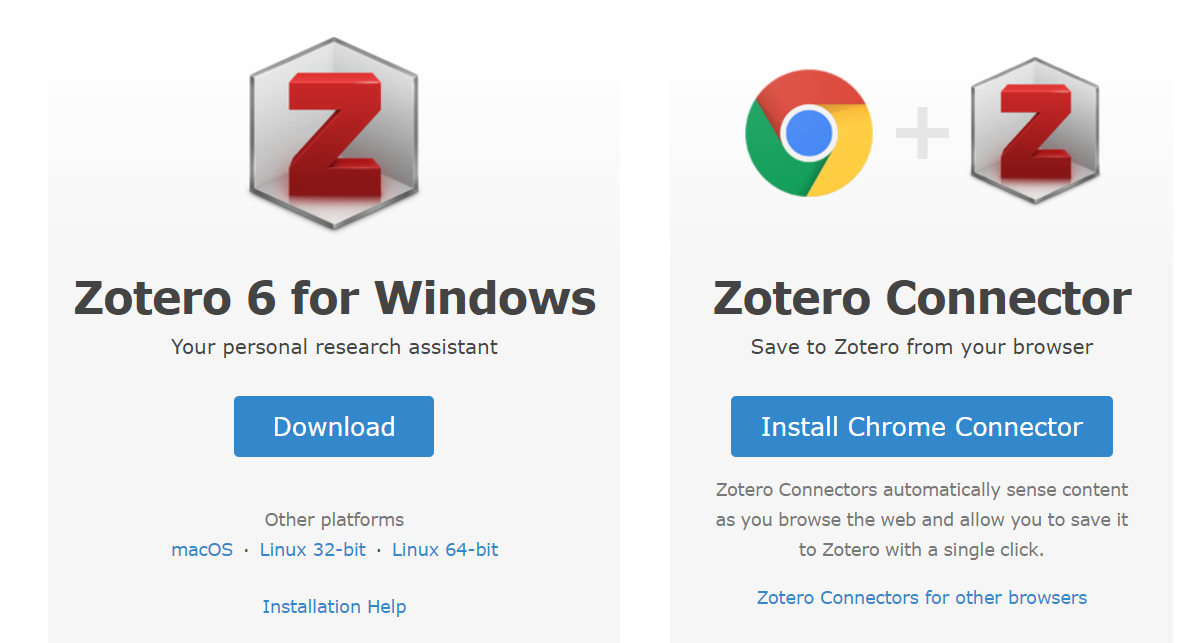 Z
Zotero 6 for Windows
Your personal research assistant
Download
Other platforms
macOS · Linux 32-bit · Linux 64-bit
Installation Help
Z
Zotero Connector
Save to Zotero from your browser
Install Chrome Connector
Zotero Connectors automatically sense content
as you browse the web and allow you to save it
to Zotero with a single click.
Zotero Connectors for other browsers